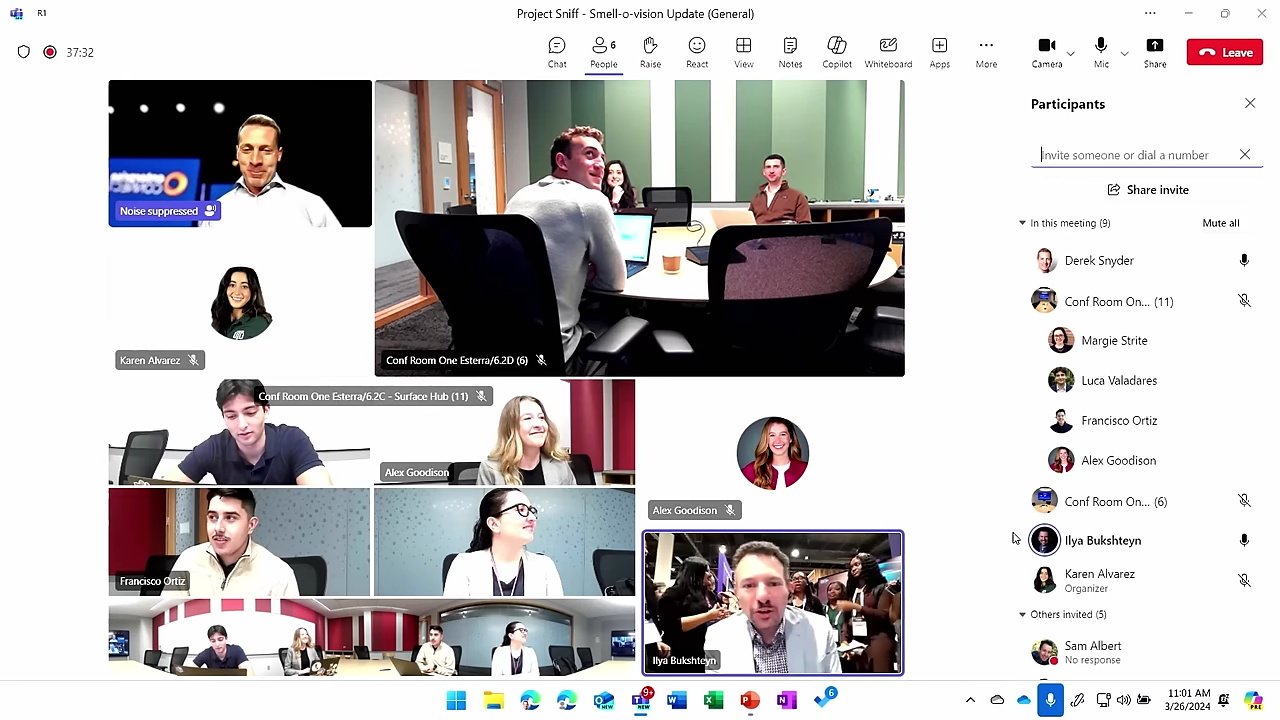 R1
Project Sniff - Smell-o-vision Update (General)
37:32
Chat
People
6
Raise
React
View
Notes
Copilot
Whiteboard
Apps
More
Camera
Mic
Share
Leave
Noise suppressed
Karen Alvarez
Conf Room One Esterra/6.2D (6)
Conf Room One Esterra/6.2C - Surface Hub (11)
Alex Goodison
Francisco Ortiz
Alex Goodison
Ilya Bukshteyn
Participants
Invite someone or dial a number
Share invite
In this meeting (9)
Mute all
Derek Snyder
Conf Room On... (11)
Margie Strite
Luca Valadares
Francisco Ortiz
Alex Goodison
Conf Room On... (6)
Ilya Bukshteyn
Karen Alvarez
Organizer
Others invited (5)
Sam Albert
No response
NEW
9+
NEW
6
11:01 AM
3/26/2024
PRE